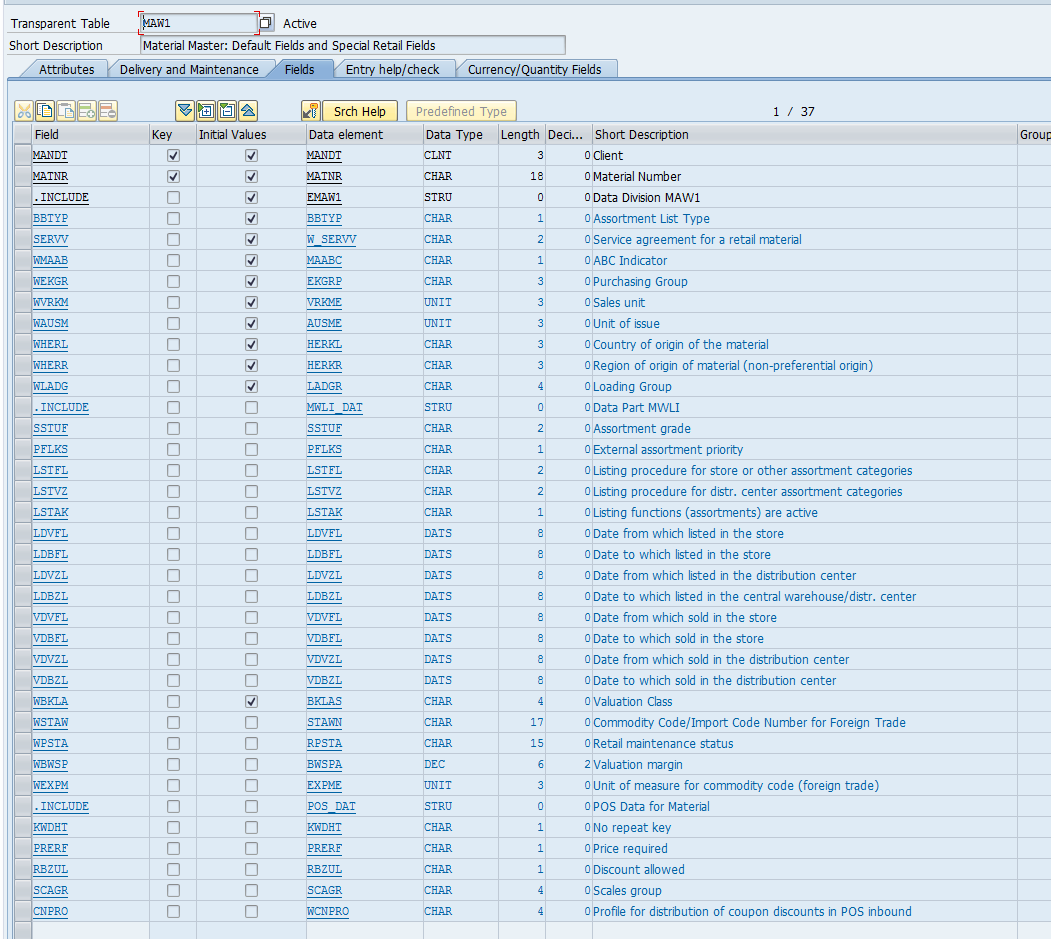 Transparent Table MAW1 Active
Short Description Material Master: Default Fields and Special Retail Fields
Attributes Delivery and Maintenance Fields Entry help/check Currency/Quantity Fields
Srch Help Predefined Type 1 / 37
Field Key Initial Values Data element Data Type Length Deci... Short Description Group
MANDT MANDT CLNT 3 0 Client
MATNR MATNR CHAR 18 0 Material Number
.INCLUDE EMAW1 STRU 0 0 Data Division MAW1
BBTYP BBTYP CHAR 1 0 Assortment List Type
SERVV W_SERVV CHAR 2 0 Service agreement for a retail material
WMAAB MAABC CHAR 1 0 ABC Indicator
WEKGR EKGRP CHAR 3 0 Purchasing Group
WVRKM VRKME UNIT 3 0 Sales unit
WAUSM AUSME UNIT 3 0 Unit of issue
WHERL HERKL CHAR 3 0 Country of origin of the material
WHERR HERKR CHAR 3 0 Region of origin of material (non-preferential origin)
WLADG LADGR CHAR 4 0 Loading Group
.INCLUDE MWLI_DAT STRU 0 0 Data Part MWLI
SSTUF SSTUF CHAR 2 0 Assortment grade
PFLKS PFLKS CHAR 1 0 External assortment priority
LSTFL LSTFL CHAR 2 0 Listing procedure for store or other assortment categories
LSTVZ LSTVZ CHAR 2 0 Listing procedure for distr. center assortment categories
LSTAK LSTAK CHAR 1 0 Listing functions (assortments) are active
LDVFL LDVFL DATS 8 0 Date from which listed in the store
LDBFL LDBFL DATS 8 0 Date to which listed in the store
LDVZL LDVZL DATS 8 0 Date from which listed in the distribution center
LDBZL LDBZL DATS 8 0 Date to which listed in the central warehouse/distr. center
VDVFL VDVFL DATS 8 0 Date from which sold in the store
VDBFL VDBFL DATS 8 0 Date to which sold in the store
VDVZL VDVZL DATS 8 0 Date from which sold in the distribution center
VDBZL VDBZL DATS 8 0 Date to which sold in the distribution center
WBKLA BKLAS CHAR 4 0 Valuation Class
WSTAW STAWN CHAR 17 0 Commodity Code/Import Code Number for Foreign Trade
WPSTA RPSTA CHAR 15 0 Retail maintenance status
WBWSP BWSPA DEC 6 2 Valuation margin
WEXPM EXPME UNIT 3 0 Unit of measure for commodity code (foreign trade)
.INCLUDE POS_DAT STRU 0 0 POS Data for Material
KWDHT KWDHT CHAR 1 0 No repeat key
PRERF PRERF CHAR 1 0 Price required
RBZUL RBZUL CHAR 1 0 Discount allowed
SCAGR SCAGR CHAR 4 0 Scales group
CNPRO WCNPRO CHAR 4 0 Profile for distribution of coupon discounts in POS inbound